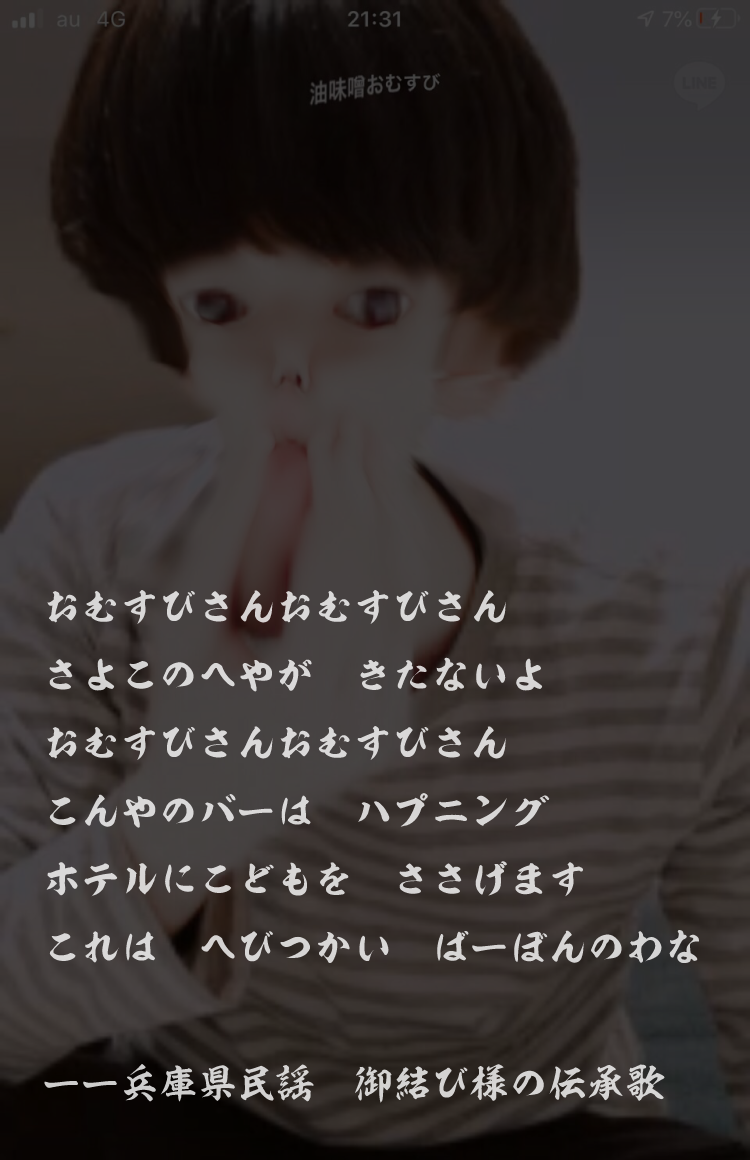 au 4G 21:31 7%
油味噌おむすび
LINE
おむすびさんおむすびさん
さよこのへやが　きたないよ
おむすびさんおむすびさん
こんやのバーは　ハプニング
ホテルにこどもを　ささげます
これは　へびつかい　ばーぼんのわな
——兵庫県民謡　御結び様の伝承歌